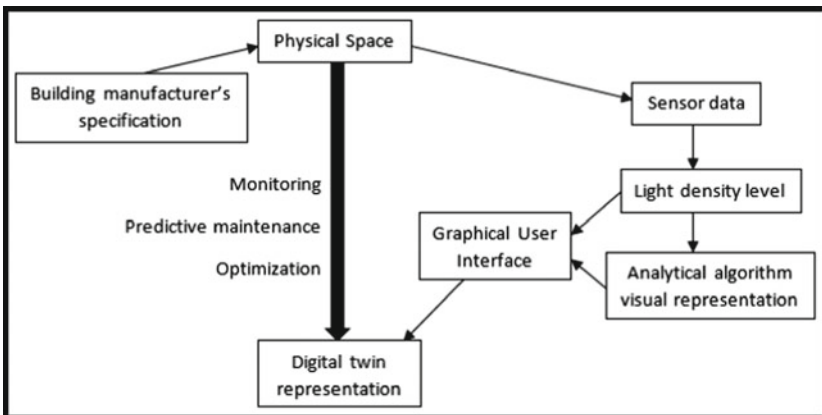 Physical Space
Building manufacturer's
specification
Sensor data
Monitoring
Light density level
Predictive maintenance
Graphical User
Interface
Optimization
Analytical algorithm
visual representation
Digital twin
representation